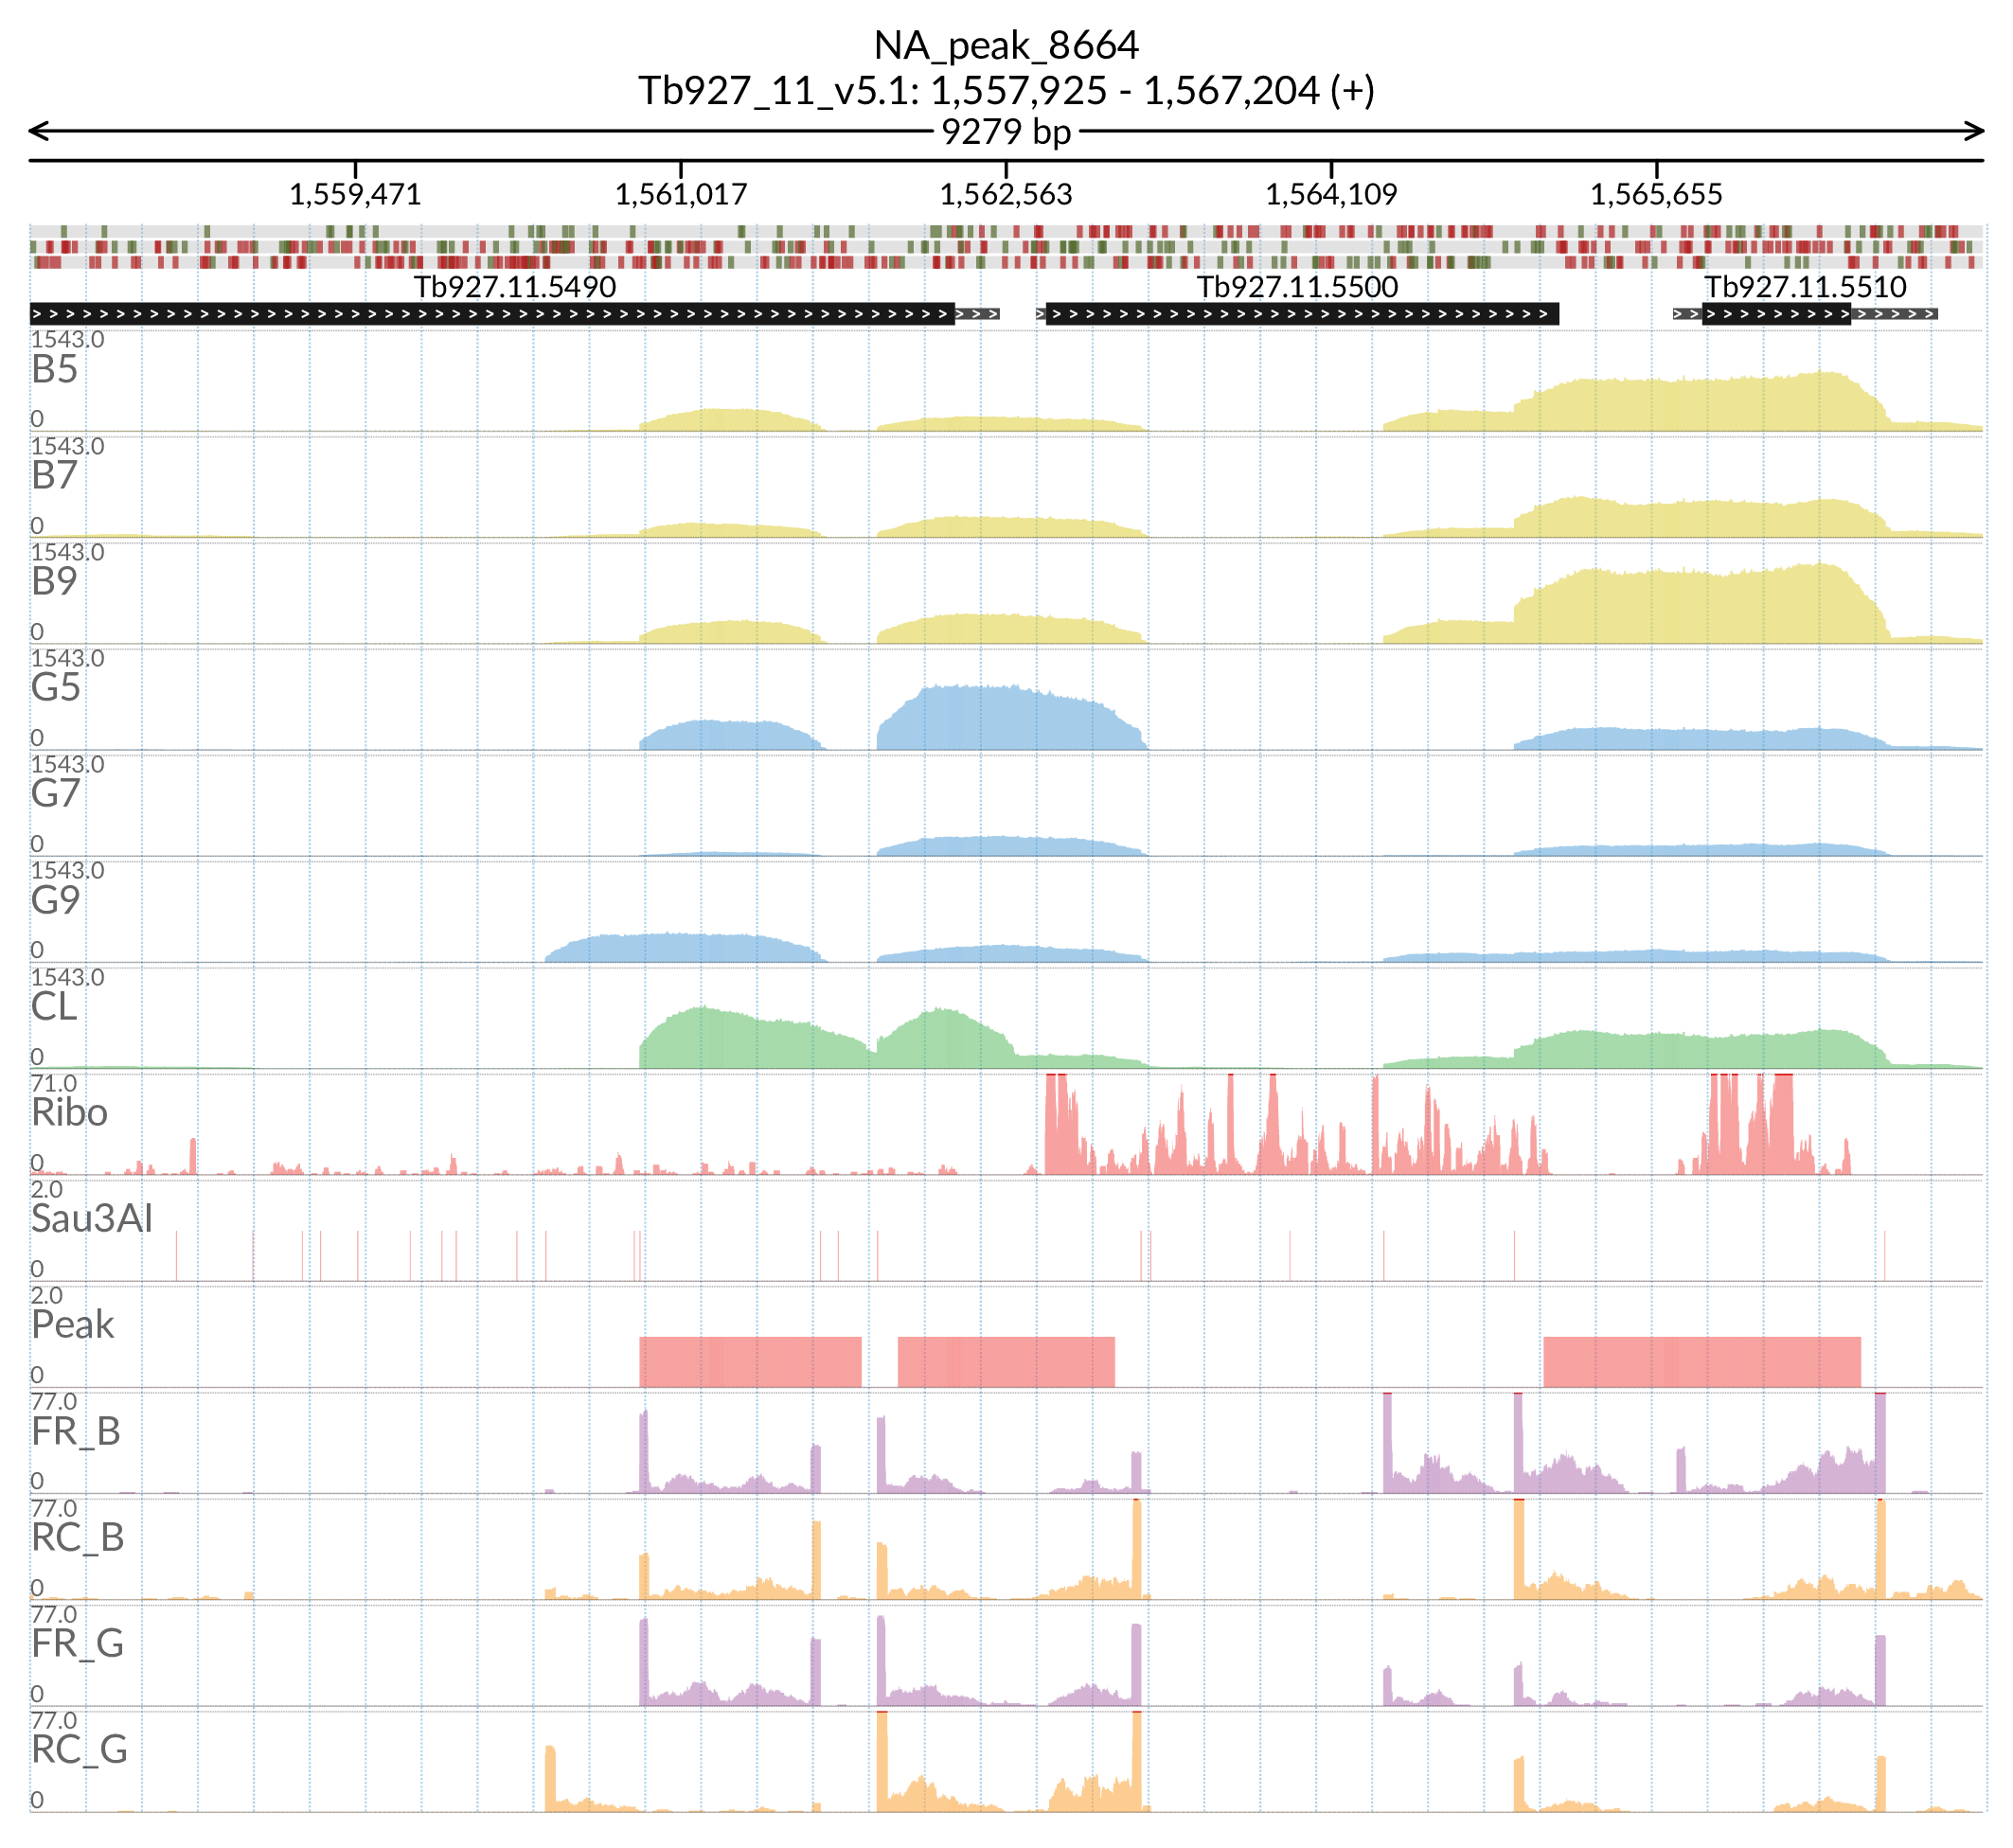 NA_peak_8664
Tb927_11_v5.1: 1,557,925 - 1,567,204 (+)
9279 bp
1,559,471 1,561,017 1,562,563 1,564,109 1,565,655
Tb927.11.5490 Tb927.11.5500 Tb927.11.5510
1543.0
B5
0
1543.0
B7
0
1543.0
B9
0
1543.0
G5
0
1543.0
G7
0
1543.0
G9
0
1543.0
CL
0
71.0
Ribo
0
2.0
Sau3AI
0
2.0
Peak
0
77.0
FR_B
0
77.0
RC_B
0
77.0
FR_G
0
77.0
RC_G
0